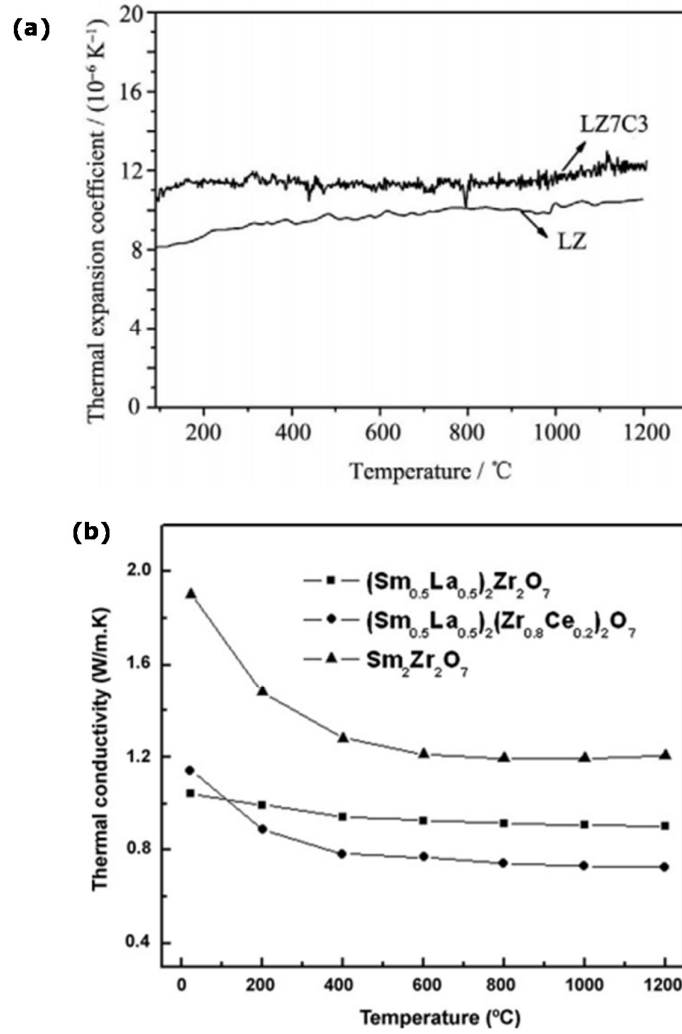 (a)
20
16
12
8
4
0
Thermal expansion coefficient / (10⁻⁶ K⁻¹)
LZ7C3
LZ
200 400 600 800 1000 1200
Temperature / ℃
(b)
2.0
1.6
1.2
0.8
0.4
Thermal conductivity (W/m.K)
(Sm₀.₅La₀.₅)₂Zr₂O₇
(Sm₀.₅La₀.₅)₂(Zr₀.₈Ce₀.₂)₂O₇
Sm₂Zr₂O₇
0 200 400 600 800 1000 1200
Temperature (ºC)